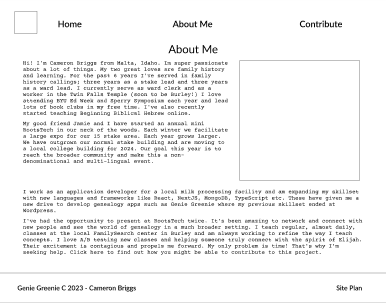 Home About Me Contribute
About Me
Hi! I'm Cameron Briggs from Malta, Idaho. Im super passionate
about a lot of things. My two great loves are family history
and learning. For the past 6 years I've served in family
history callings: three years as a stake lead and three years
as a ward lead. I currently serve as ward clerk and as a
worker in the Twin Falls Temple (soon to be Burley!) I love
attending BYU Ed Week and Sperry Symposium each year and lead
lots of book clubs in my free time. I've also recently
started teaching Beginning Biblical Hebrew online.
My good friend Jamie and I have started an annual mini
RootsTech in our neck of the woods. Each winter we facilitate
a large expo for our 15 stake area. Each year grows larger.
We have outgrown our normal stake building and are moving to
a local college building for 2024. Our goal this year is to
reach the broader community and make this a non-
denominational and multi-lingual event.
I work as an application developer for a local milk processing facility and am expanding my skillset
with new languages and frameworks like React, NextJS, MongoDB, TypeScript etc. These have given me a
new drive to develop genealogy apps such as Genie Greenie where my previous skillset ended at
Wordpress.
I've had the opportunity to present at RootsTech twice. It's been amazing to network and connect with
new people and see the world of genealogy in a much broader setting. I teach regular, almost daily,
classes at the local FamilySearch center in Burley and am always working to refine the way I teach
concepts. I love A/B teasing new classes and helping someone truly connect with the spirit of Elijah.
Their excitement is contagious and propels me forward. My only problem is time! That's why I'm
seeking help. Click here to find out how you might be able to contribute to this project.
Genie Greenie C 2023 - Cameron Briggs Site Plan